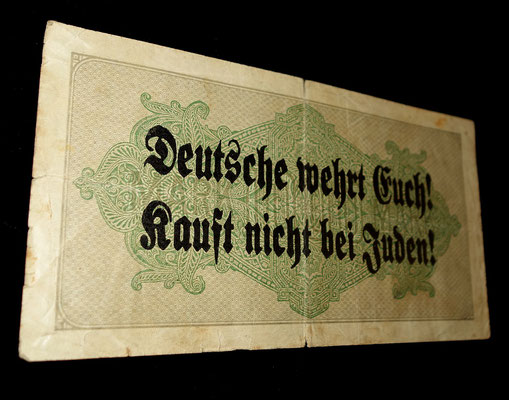 Deutsche wehrt Euch!
Kauft nicht bei Juden!